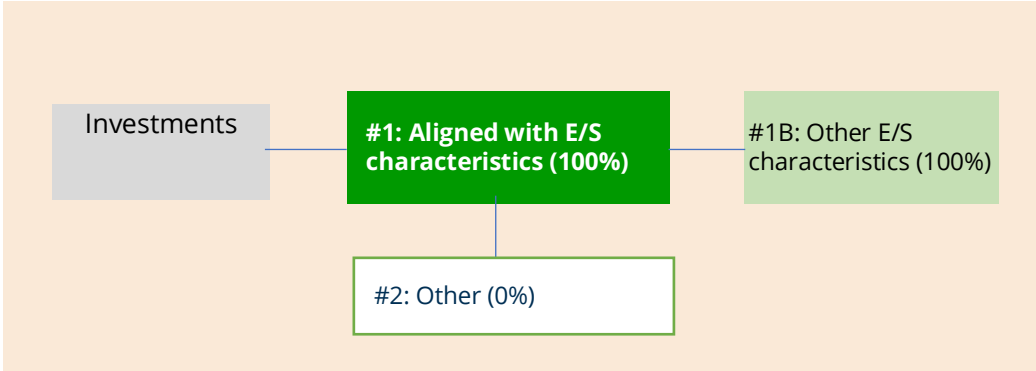 Investments
#1: Aligned with E/S
characteristics (100%)
#1B: Other E/S
characteristics (100%)
#2: Other (0%)